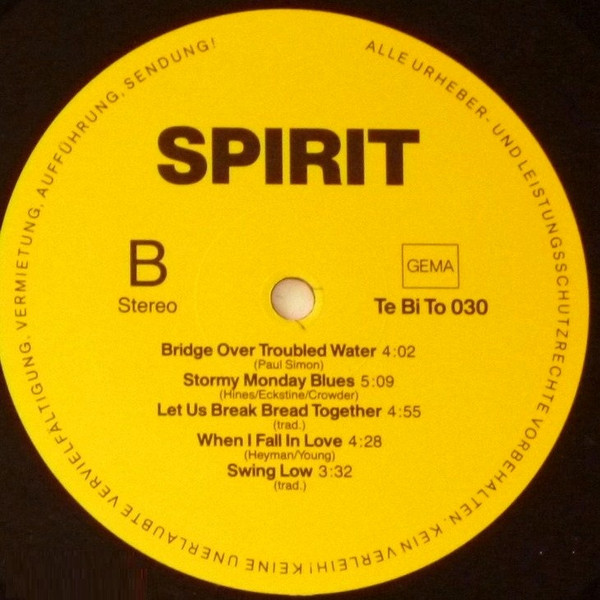 ALLE URHEBER- UND LEISTUNGSSCHUTZRECHTE VORBEHALTEN. KEIN VERLEIH! KEINE UNERLAUBTE VERVIELFÄLTIGUNG, VERMIETUNG, AUFFÜHRUNG, SENDUNG!
SPIRIT
B
Stereo
GEMA
Te Bi To 030
Bridge Over Troubled Water 4:02
(Paul Simon)
Stormy Monday Blues 5:09
(Hines/Eckstine/Crowder)
Let Us Break Bread Together 4:55
(trad.)
When I Fall In Love 4:28
(Heyman/Young)
Swing Low 3:32
(trad.)